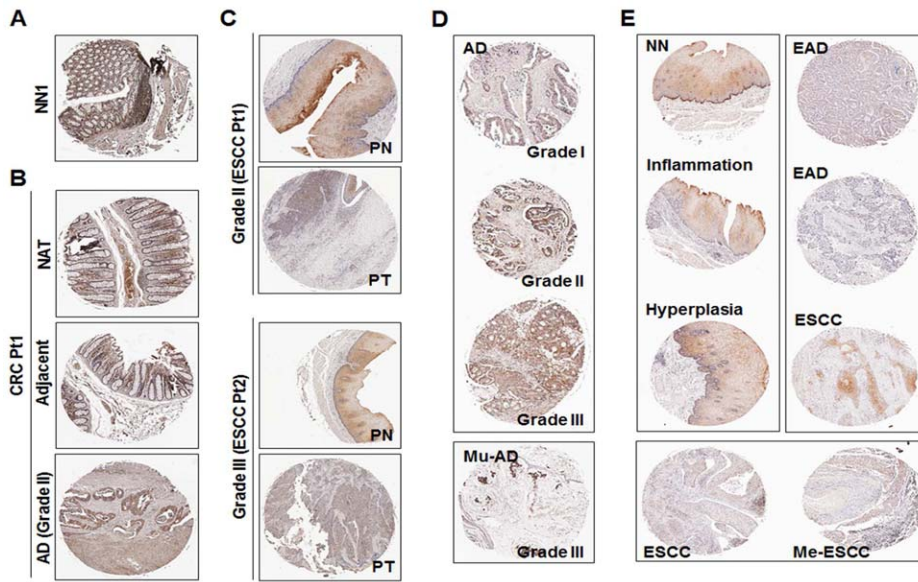 A
NN1
B
CRC Pt1
NAT
Adjacent
AD (Grade II)
C
Grade II (ESCC Pt1)
PN
PT
Grade III (ESCC Pt2)
PN
PT
D
AD
Grade I
Grade II
Grade III
Mu-AD
Grade III
E
NN
EAD
Inflammation
EAD
Hyperplasia
ESCC
ESCC
Me-ESCC